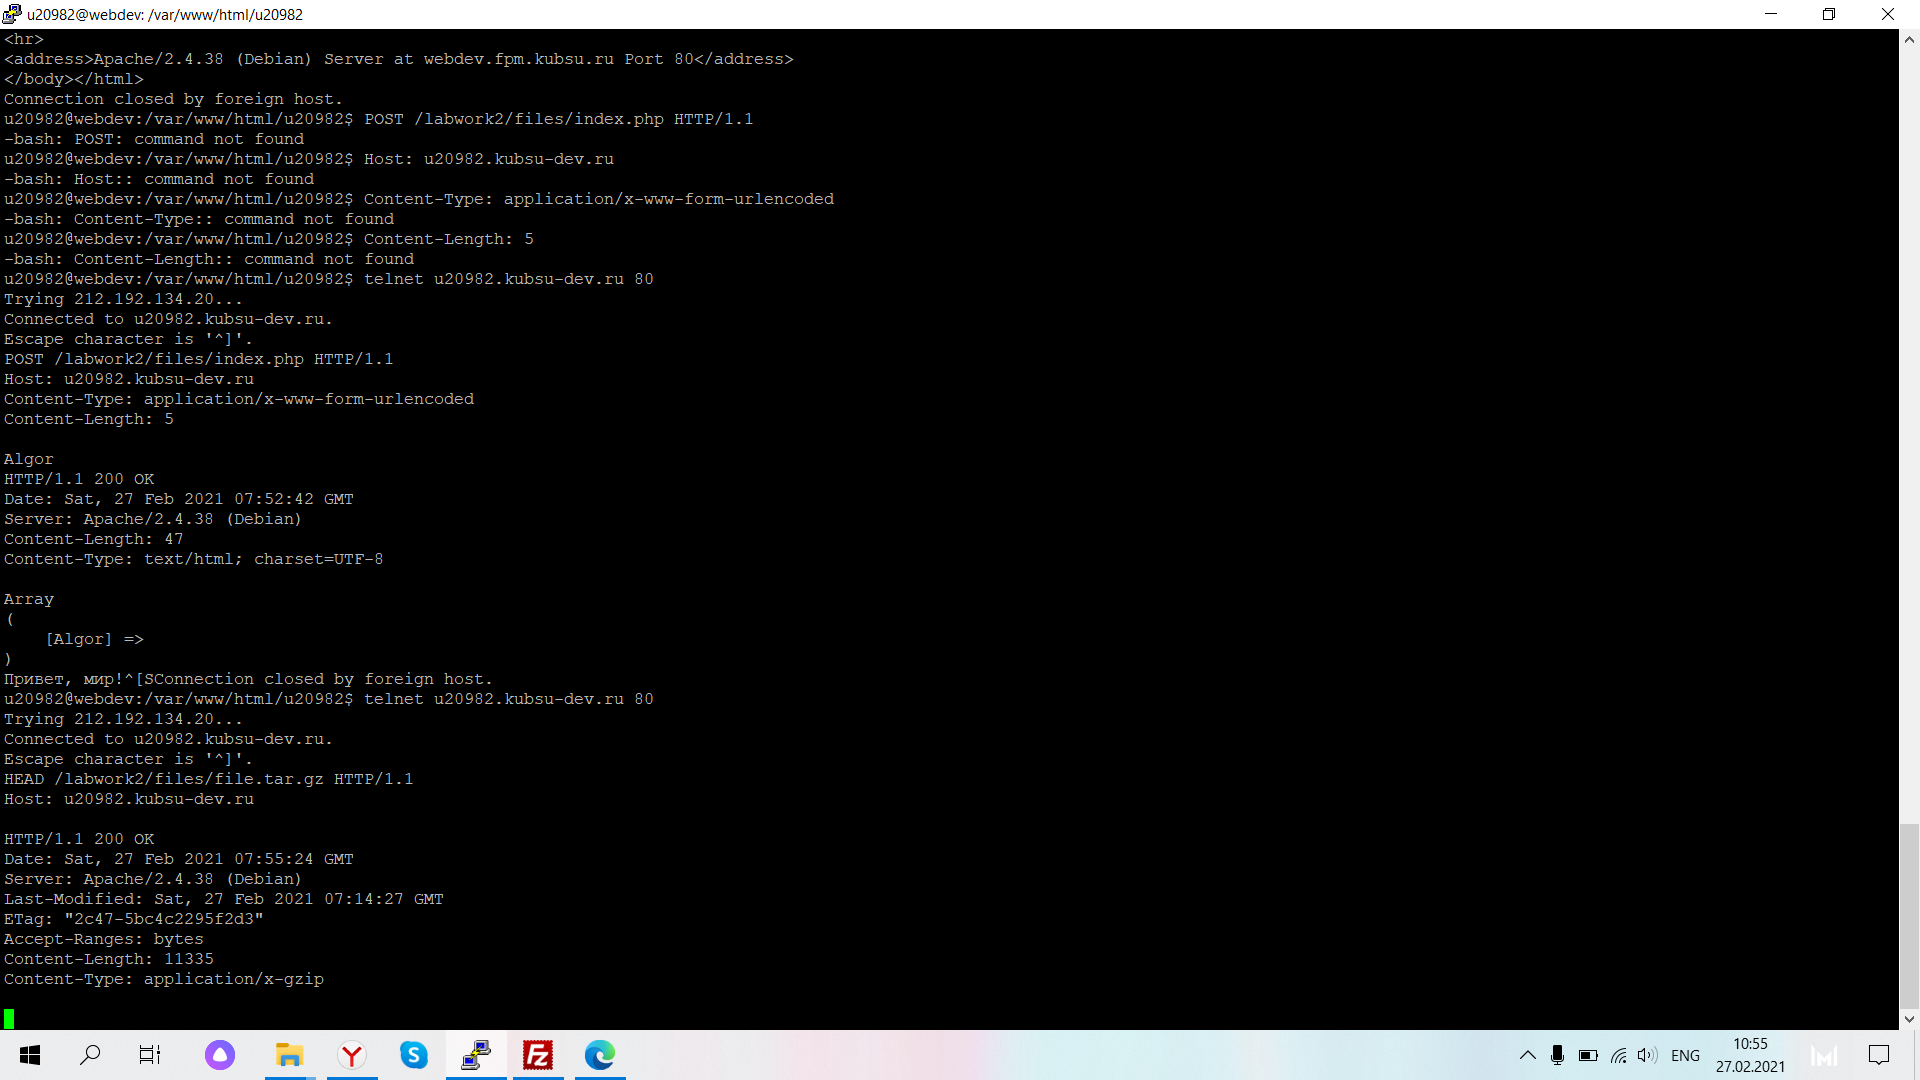 u20982@webdev: /var/www/html/u20982
<hr>
<address>Apache/2.4.38 (Debian) Server at webdev.fpm.kubsu.ru Port 80</address>
</body></html>
Connection closed by foreign host.
u20982@webdev:/var/www/html/u20982$ POST /labwork2/files/index.php HTTP/1.1
-bash: POST: command not found
u20982@webdev:/var/www/html/u20982$ Host: u20982.kubsu-dev.ru
-bash: Host:: command not found
u20982@webdev:/var/www/html/u20982$ Content-Type: application/x-www-form-urlencoded
-bash: Content-Type:: command not found
u20982@webdev:/var/www/html/u20982$ Content-Length: 5
-bash: Content-Length:: command not found
u20982@webdev:/var/www/html/u20982$ telnet u20982.kubsu-dev.ru 80
Trying 212.192.134.20...
Connected to u20982.kubsu-dev.ru.
Escape character is '^]'.
POST /labwork2/files/index.php HTTP/1.1
Host: u20982.kubsu-dev.ru
Content-Type: application/x-www-form-urlencoded
Content-Length: 5

Algor
HTTP/1.1 200 OK
Date: Sat, 27 Feb 2021 07:52:42 GMT
Server: Apache/2.4.38 (Debian)
Content-Length: 47
Content-Type: text/html; charset=UTF-8

Array
(
    [Algor] =>
)
Привет, мир!^[SConnection closed by foreign host.
u20982@webdev:/var/www/html/u20982$ telnet u20982.kubsu-dev.ru 80
Trying 212.192.134.20...
Connected to u20982.kubsu-dev.ru.
Escape character is '^]'.
HEAD /labwork2/files/file.tar.gz HTTP/1.1
Host: u20982.kubsu-dev.ru

HTTP/1.1 200 OK
Date: Sat, 27 Feb 2021 07:55:24 GMT
Server: Apache/2.4.38 (Debian)
Last-Modified: Sat, 27 Feb 2021 07:14:27 GMT
ETag: "2c47-5bc4c2295f2d3"
Accept-Ranges: bytes
Content-Length: 11335
Content-Type: application/x-gzip

ENG
10:55
27.02.2021